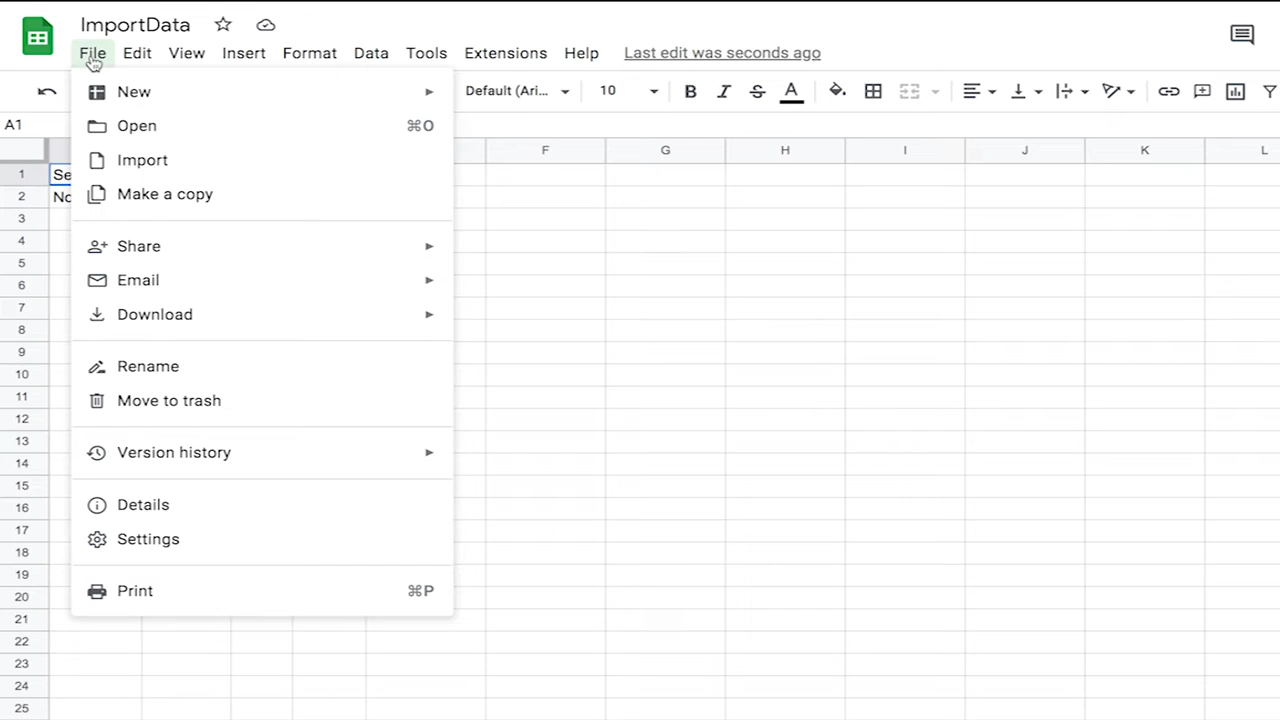 ImportData
File Edit View Insert Format Data Tools Extensions Help Last edit was seconds ago
Default (Ari... 10 B I S A
A1
F G H I J K L
New
Open ⌘O
Import
Make a copy
Share
Email
Download
Rename
Move to trash
Version history
Details
Settings
Print ⌘P
1 Se
2 No
3
4
5
6
7
8
9
10
11
12
13
14
15
16
17
18
19
20
21
22
23
24
25